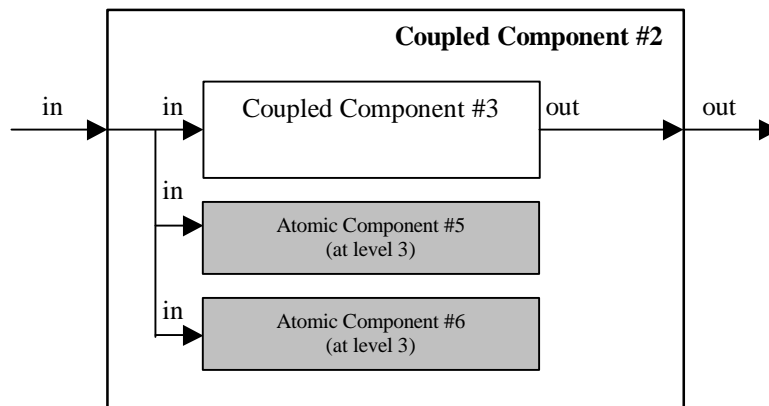 Coupled Component #2
in
in
Coupled Component #3
out
out
in
Atomic Component #5
(at level 3)
in
Atomic Component #6
(at level 3)